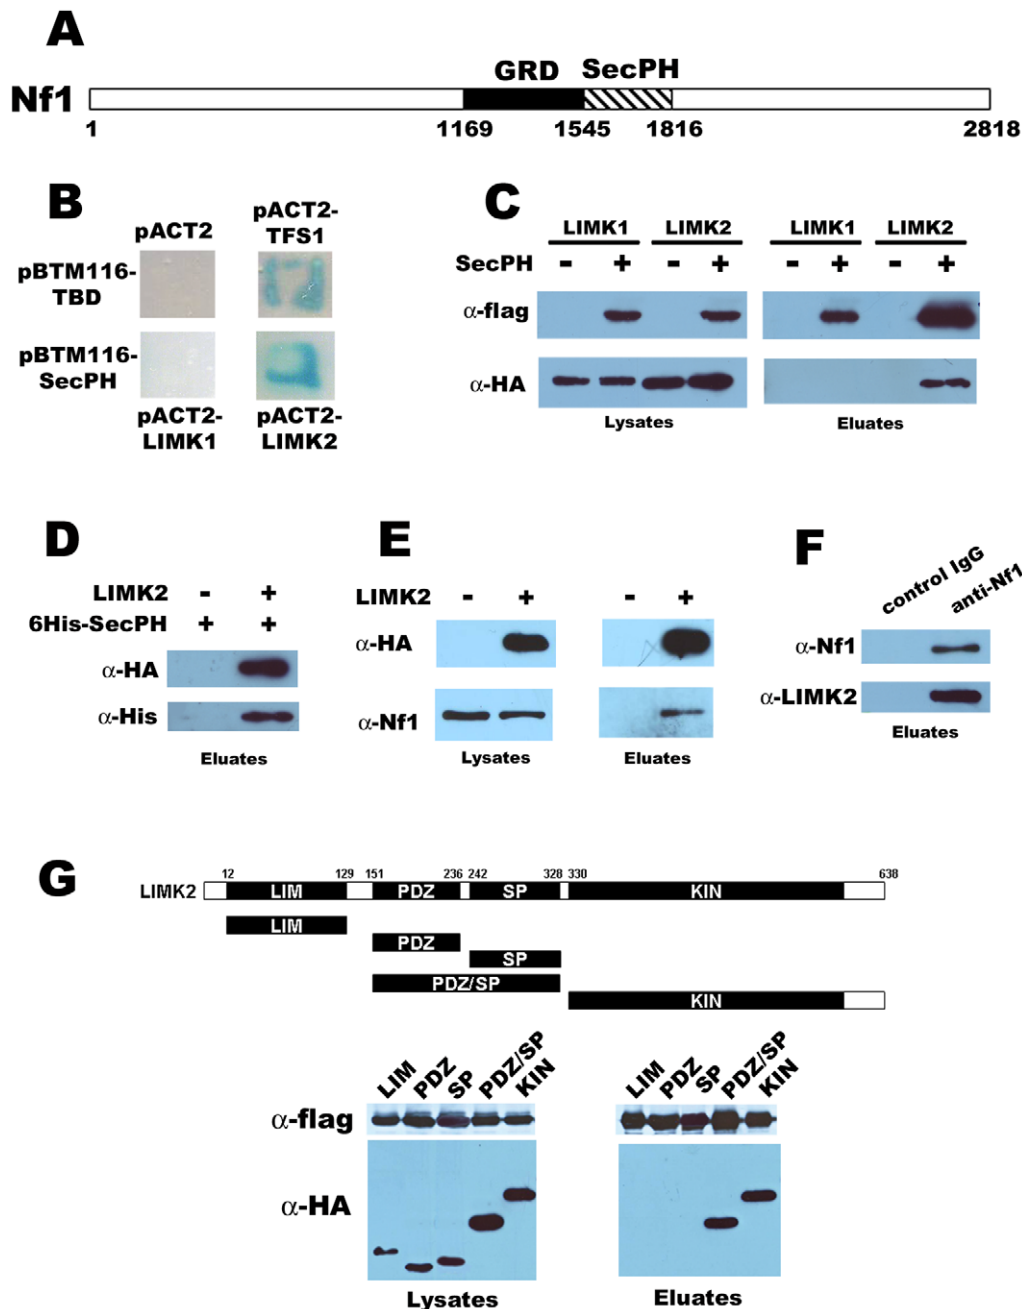 A
GRD SecPH
Nf1
1 1169 1545 1816 2818
B
pACT2 pACT2-
TFS1
pBTM116-
TBD
pBTM116-
SecPH
pACT2-
LIMK1
pACT2-
LIMK2
C
LIMK1 LIMK2 LIMK1 LIMK2
SecPH - + - + - + - +
α-flag
α-HA
Lysates Eluates
D
LIMK2 - +
6His-SecPH + +
α-HA
α-His
Eluates
E
LIMK2 - + - +
α-HA
α-Nf1
Lysates Eluates
F
control IgG
anti-Nf1
α-Nf1
α-LIMK2
Eluates
G
12 129 151 236 242 328 330 638
LIMK2 LIM PDZ SP KIN
LIM
PDZ
SP
PDZ/SP
KIN
LIM PDZ SP PDZ/SP KIN LIM PDZ SP PDZ/SP KIN
α-flag
α-HA
Lysates Eluates